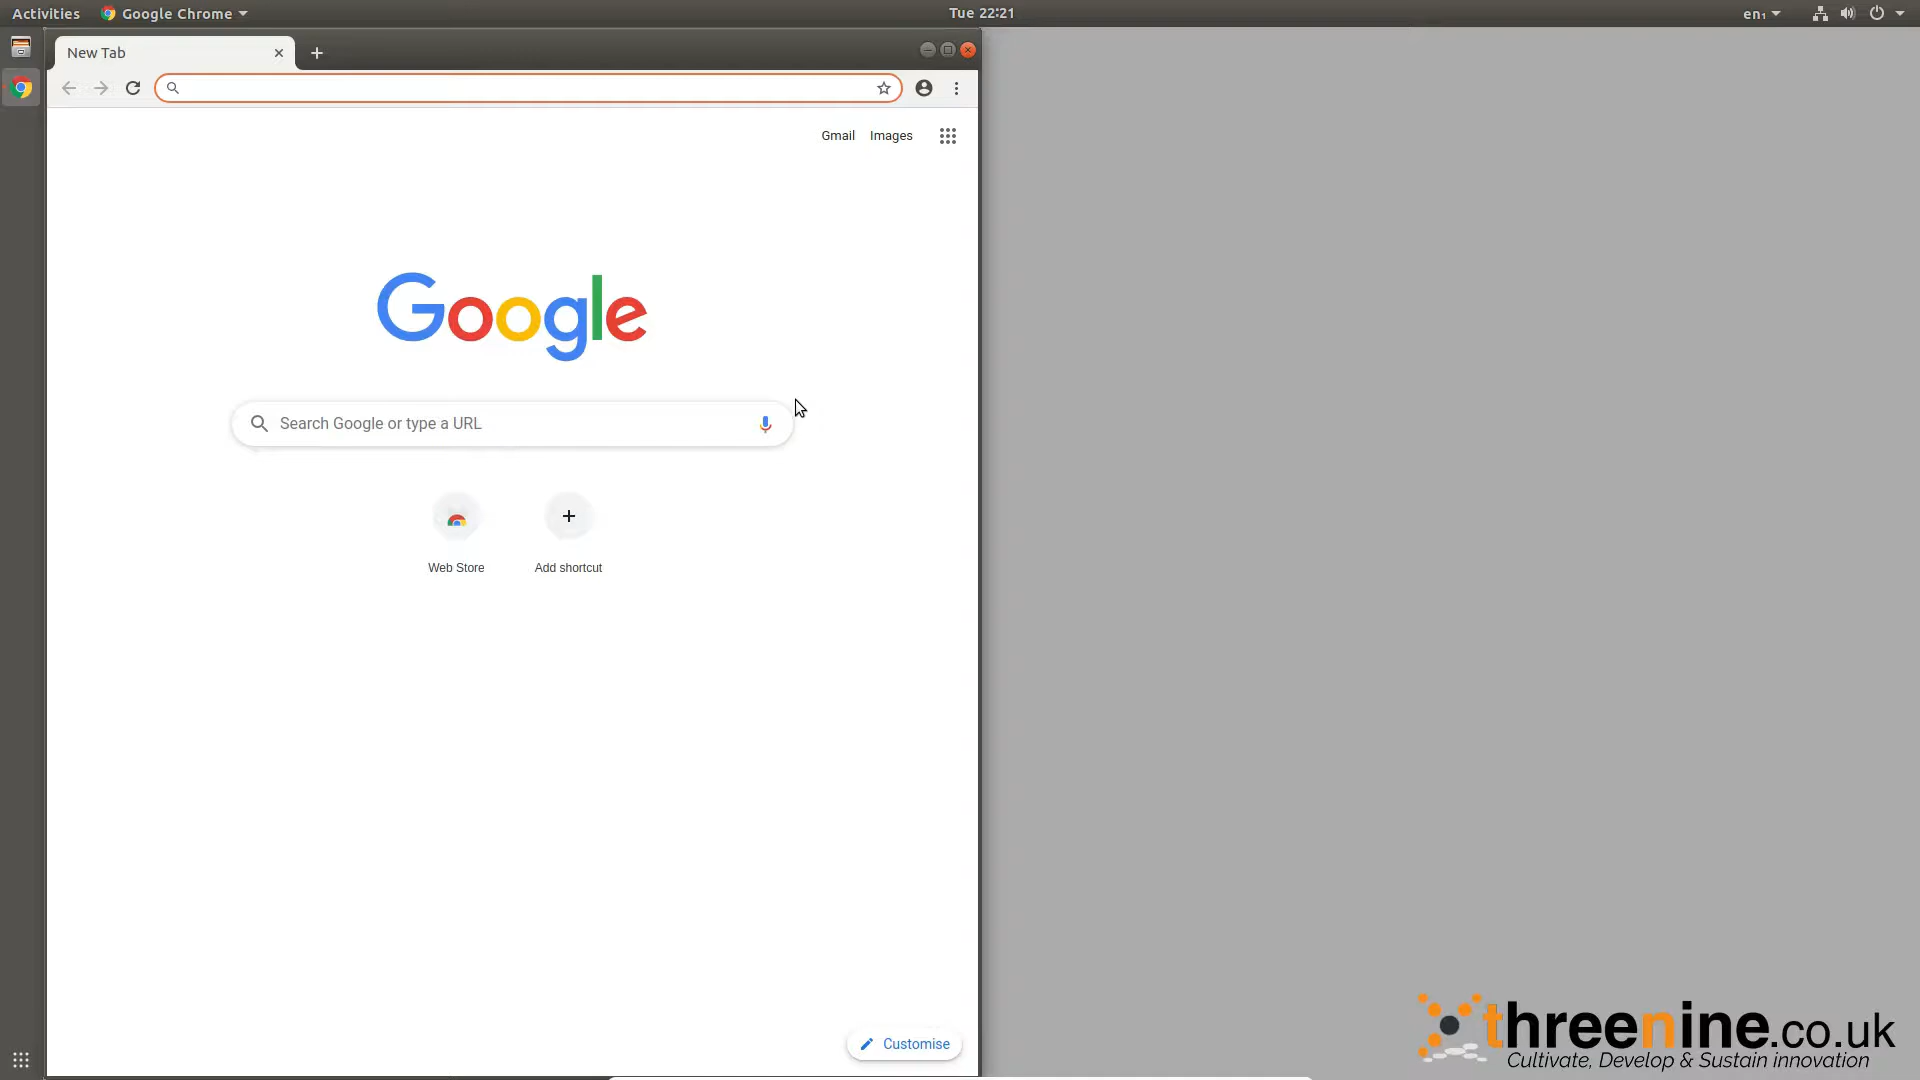 Activities
Google Chrome
Tue 22:21
en₁
New Tab
Gmail
Images
Google
Search Google or type a URL
Web Store
Add shortcut
Customise
threenine.co.uk
Cultivate, Develop & Sustain innovation